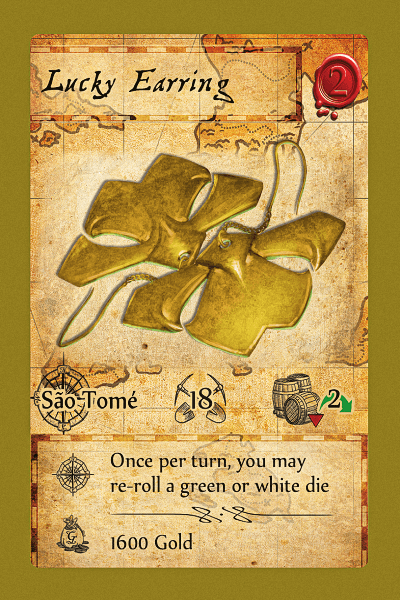 Lucky Earring
2
São-Tomé
18
2
Once per turn, you may
re-roll a green or white die
1600 Gold